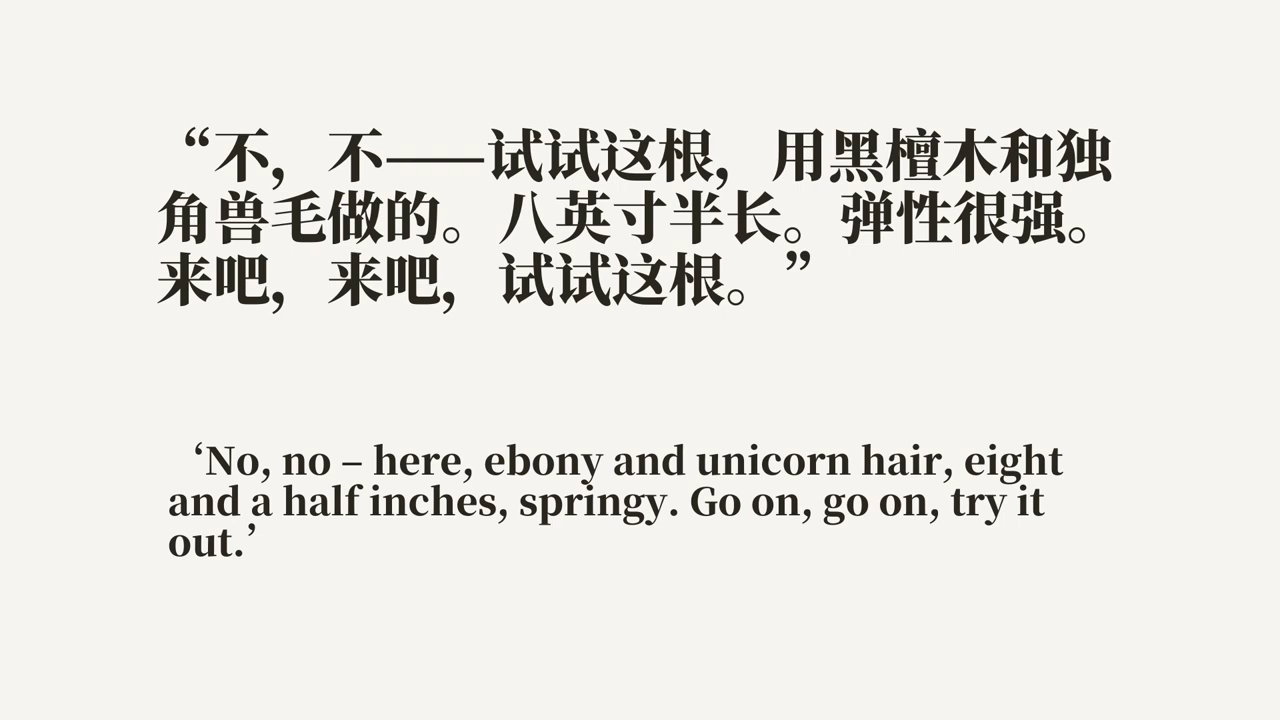 “不，不——试试这根，用黑檀木和独
角兽毛做的。八英寸半长。弹性很强。
来吧，来吧，试试这根。”
‘No, no – here, ebony and unicorn hair, eight
and a half inches, springy. Go on, go on, try it
out.’